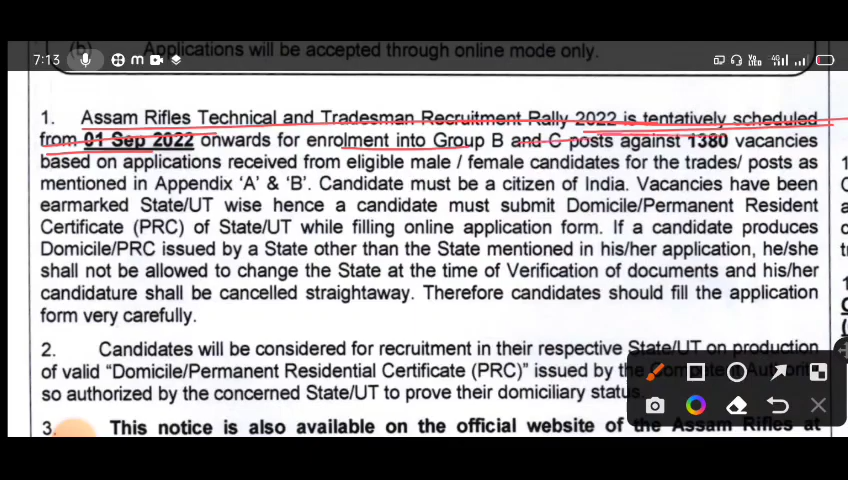 (b) Applications will be accepted through online mode only.
7:13
1. Assam Rifles Technical and Tradesman Recruitment Rally 2022 is tentatively scheduled
from 01 Sep 2022 onwards for enrolment into Group B and C posts against 1380 vacancies
based on applications received from eligible male / female candidates for the trades/ posts as
mentioned in Appendix 'A' & 'B'. Candidate must be a citizen of India. Vacancies have been
earmarked State/UT wise hence a candidate must submit Domicile/Permanent Resident
Certificate (PRC) of State/UT while filling online application form. If a candidate produces
Domicile/PRC issued by a State other than the State mentioned in his/her application, he/she
shall not be allowed to change the State at the time of Verification of documents and his/her
candidature shall be cancelled straightaway. Therefore candidates should fill the application
form very carefully.
2. Candidates will be considered for recruitment in their respective State/UT on production
of valid "Domicile/Permanent Residential Certificate (PRC)" issued by the Competent Authority
so authorized by the concerned State/UT to prove their domiciliary status.
3. This notice is also available on the official website of the Assam Rifles at